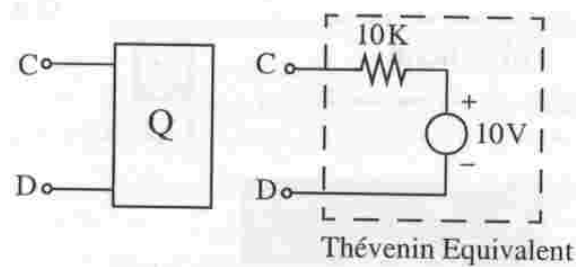 10K
C
C
Q
+
10V
−
D
D
Thévenin Equivalent